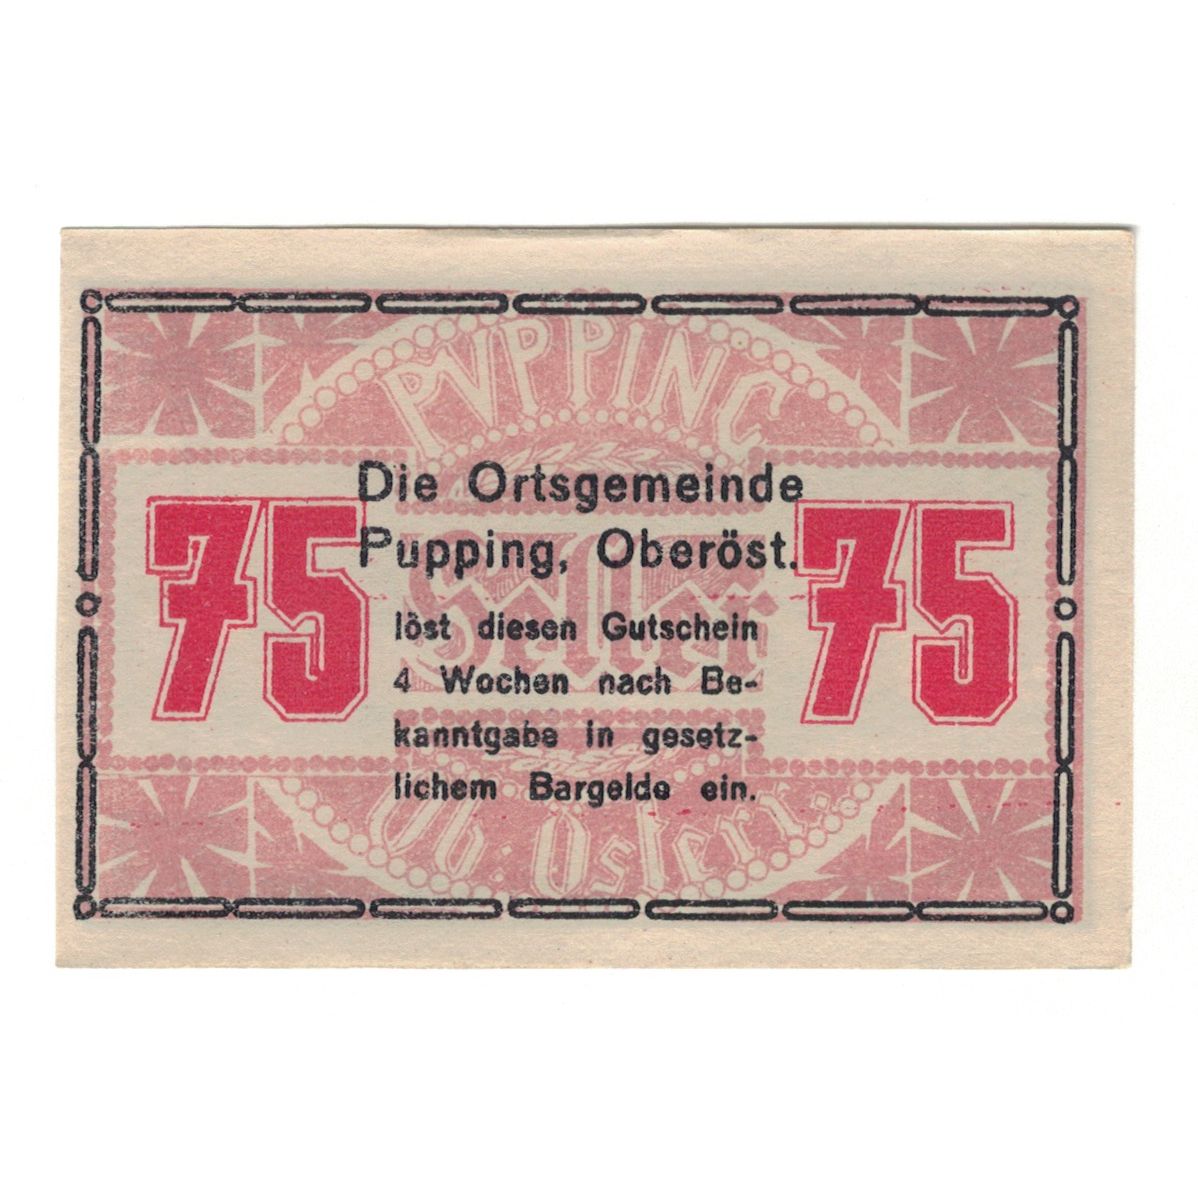 PUPPING
Die Ortsgemeinde
Pupping, Oberöst.
75 Heller 75
löst diesen Gutschein
4 Wochen nach Be-
kanntgabe in gesetz-
lichem Bargelde ein.
Ob. Österr.